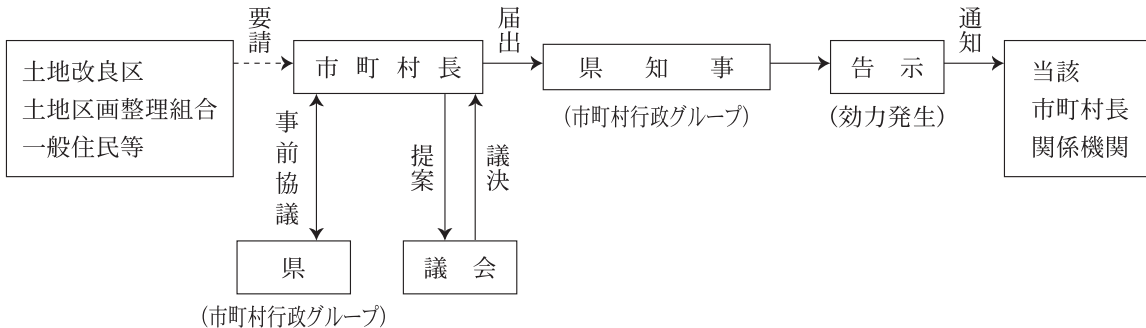 要請
土地改良区
土地区画整理組合
一般住民等
市町村長
届出
県知事
(市町村行政グループ)
告示
(効力発生)
通知
当該
市町村長
関係機関
事前協議
提案
議決
県
(市町村行政グループ)
議会